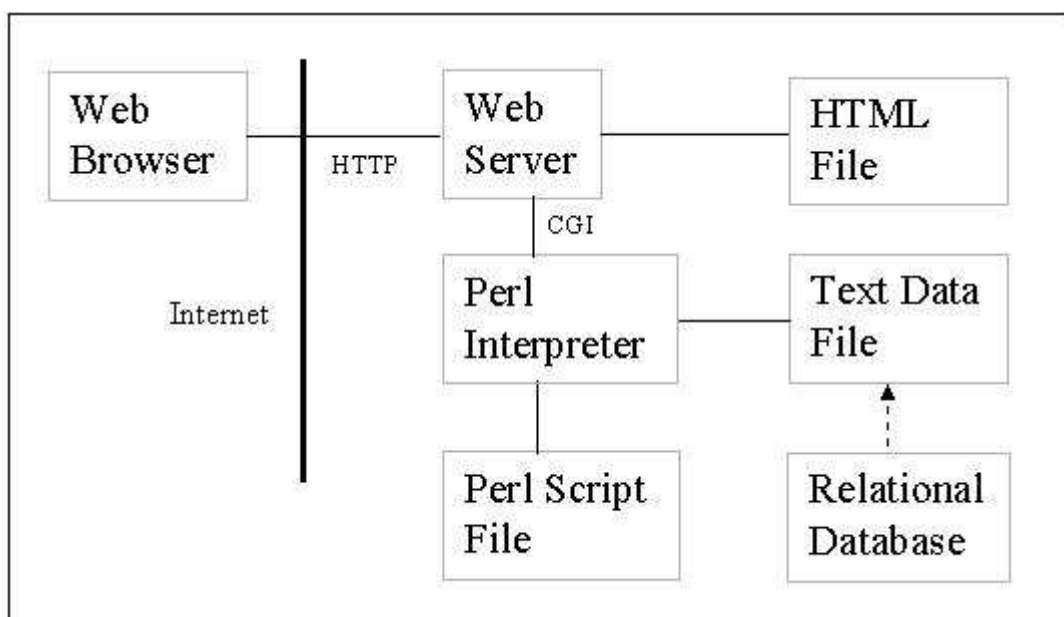 Web
Browser
HTTP
Web
Server
HTML
File
CGI
Internet
Perl
Interpreter
Text Data
File
Perl Script
File
Relational
Database